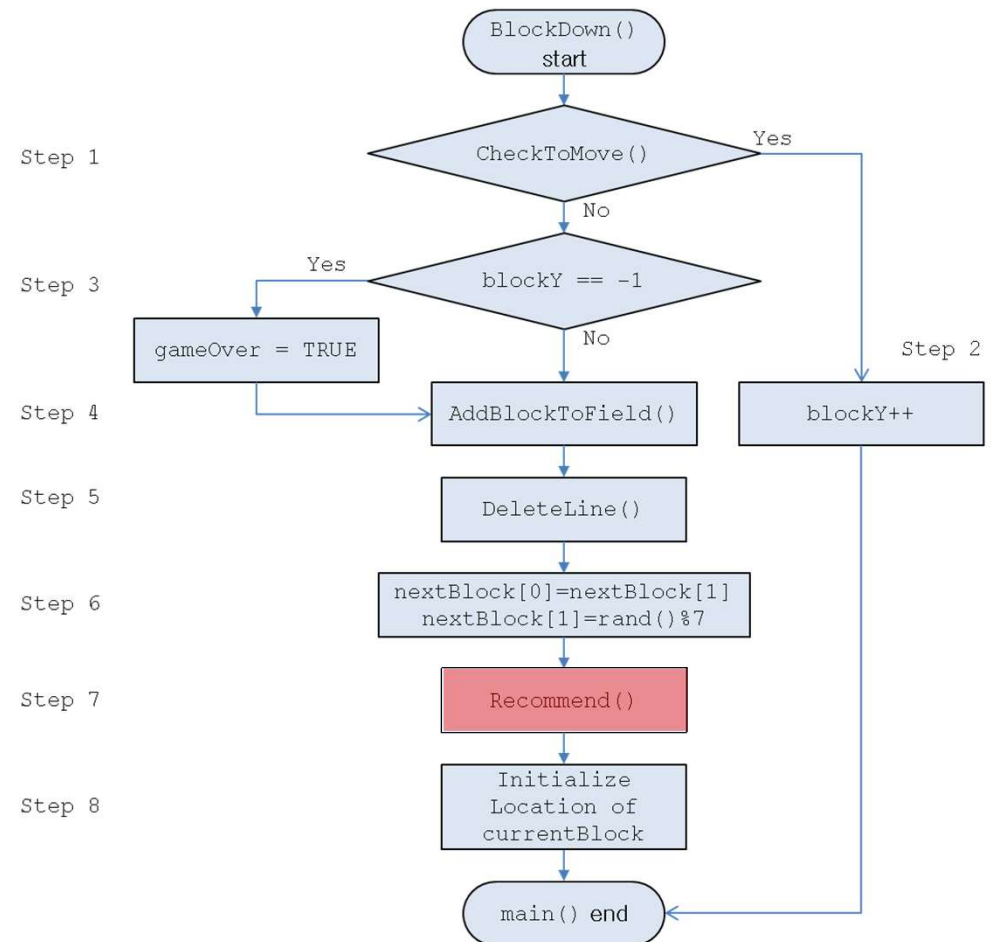 BlockDown()
start
Step 1
CheckToMove()
Yes
No
Step 3
Yes
blockY == -1
No
gameOver = TRUE
Step 2
Step 4
AddBlockToField()
blockY++
Step 5
DeleteLine()
Step 6
nextBlock[0]=nextBlock[1]
nextBlock[1]=rand()%7
Step 7
Recommend()
Step 8
Initialize
Location of
currentBlock
main() end